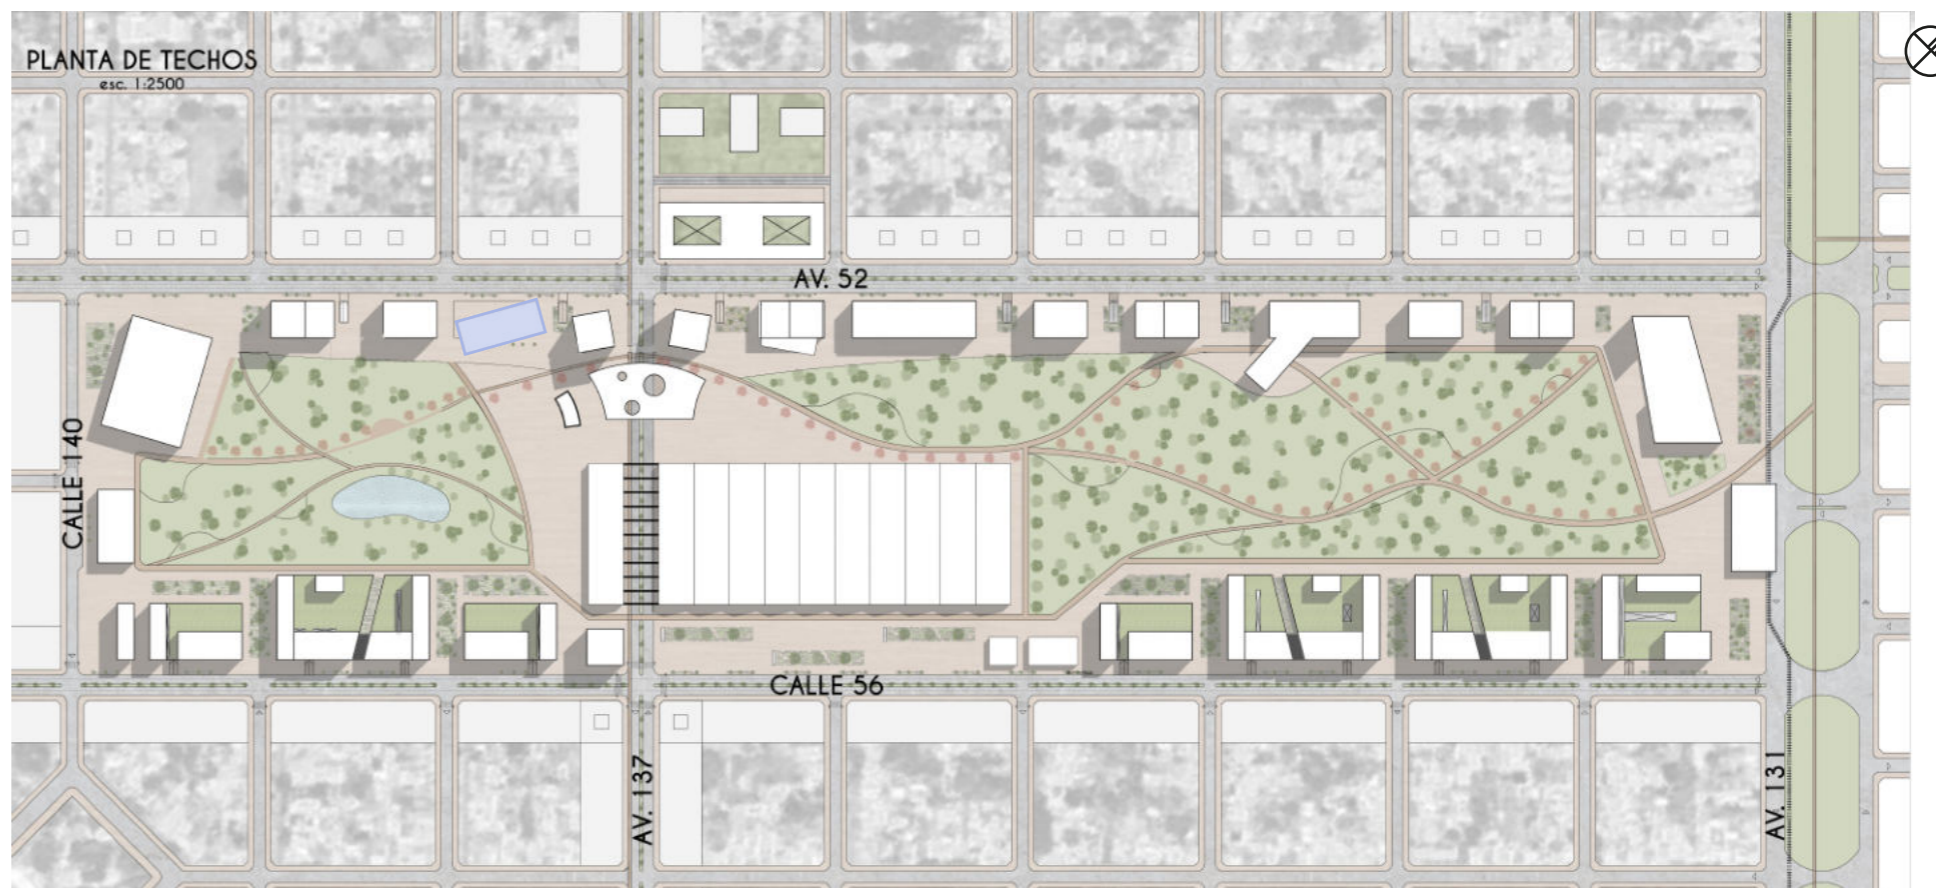 PLANTA DE TECHOS
esc. 1:2500
AV. 52
CALLE 140
CALLE 56
AV. 137
AV. 131